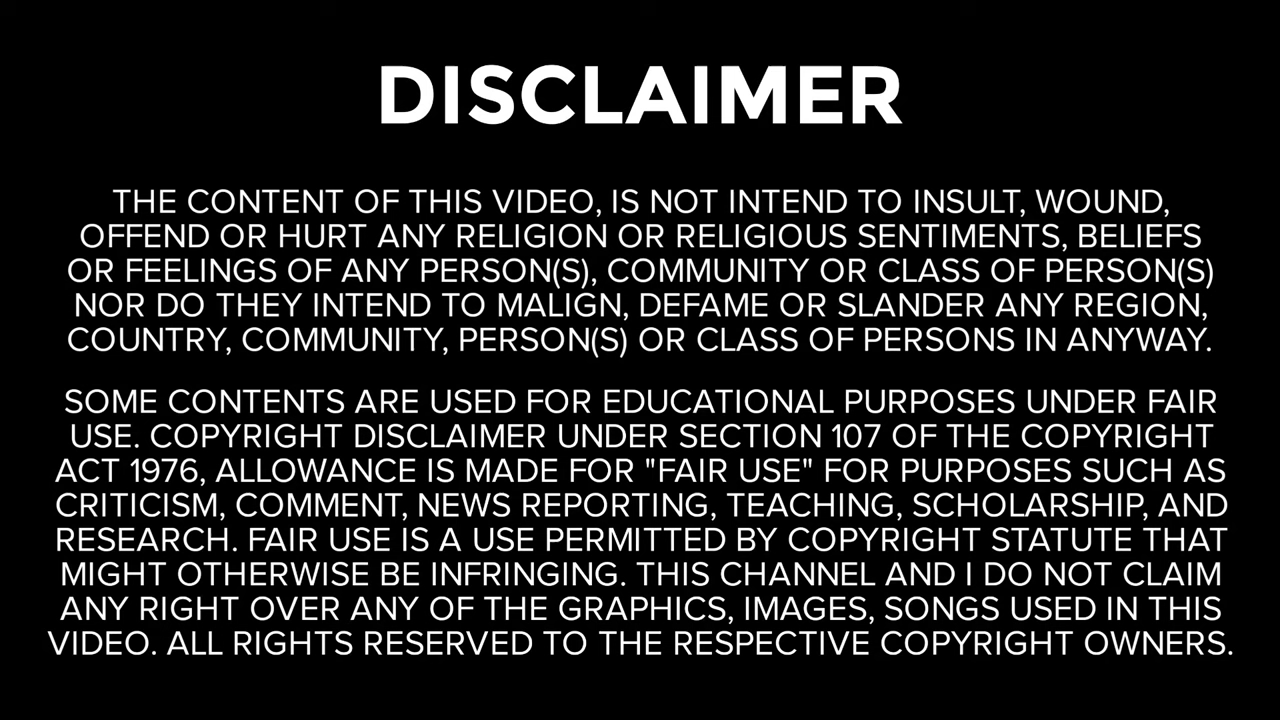 DISCLAIMER
THE CONTENT OF THIS VIDEO, IS NOT INTEND TO INSULT, WOUND,
OFFEND OR HURT ANY RELIGION OR RELIGIOUS SENTIMENTS, BELIEFS
OR FEELINGS OF ANY PERSON(S), COMMUNITY OR CLASS OF PERSON(S)
NOR DO THEY INTEND TO MALIGN, DEFAME OR SLANDER ANY REGION,
COUNTRY, COMMUNITY, PERSON(S) OR CLASS OF PERSONS IN ANYWAY.
SOME CONTENTS ARE USED FOR EDUCATIONAL PURPOSES UNDER FAIR
USE. COPYRIGHT DISCLAIMER UNDER SECTION 107 OF THE COPYRIGHT
ACT 1976, ALLOWANCE IS MADE FOR "FAIR USE" FOR PURPOSES SUCH AS
CRITICISM, COMMENT, NEWS REPORTING, TEACHING, SCHOLARSHIP, AND
RESEARCH. FAIR USE IS A USE PERMITTED BY COPYRIGHT STATUTE THAT
MIGHT OTHERWISE BE INFRINGING. THIS CHANNEL AND I DO NOT CLAIM
ANY RIGHT OVER ANY OF THE GRAPHICS, IMAGES, SONGS USED IN THIS
VIDEO. ALL RIGHTS RESERVED TO THE RESPECTIVE COPYRIGHT OWNERS.